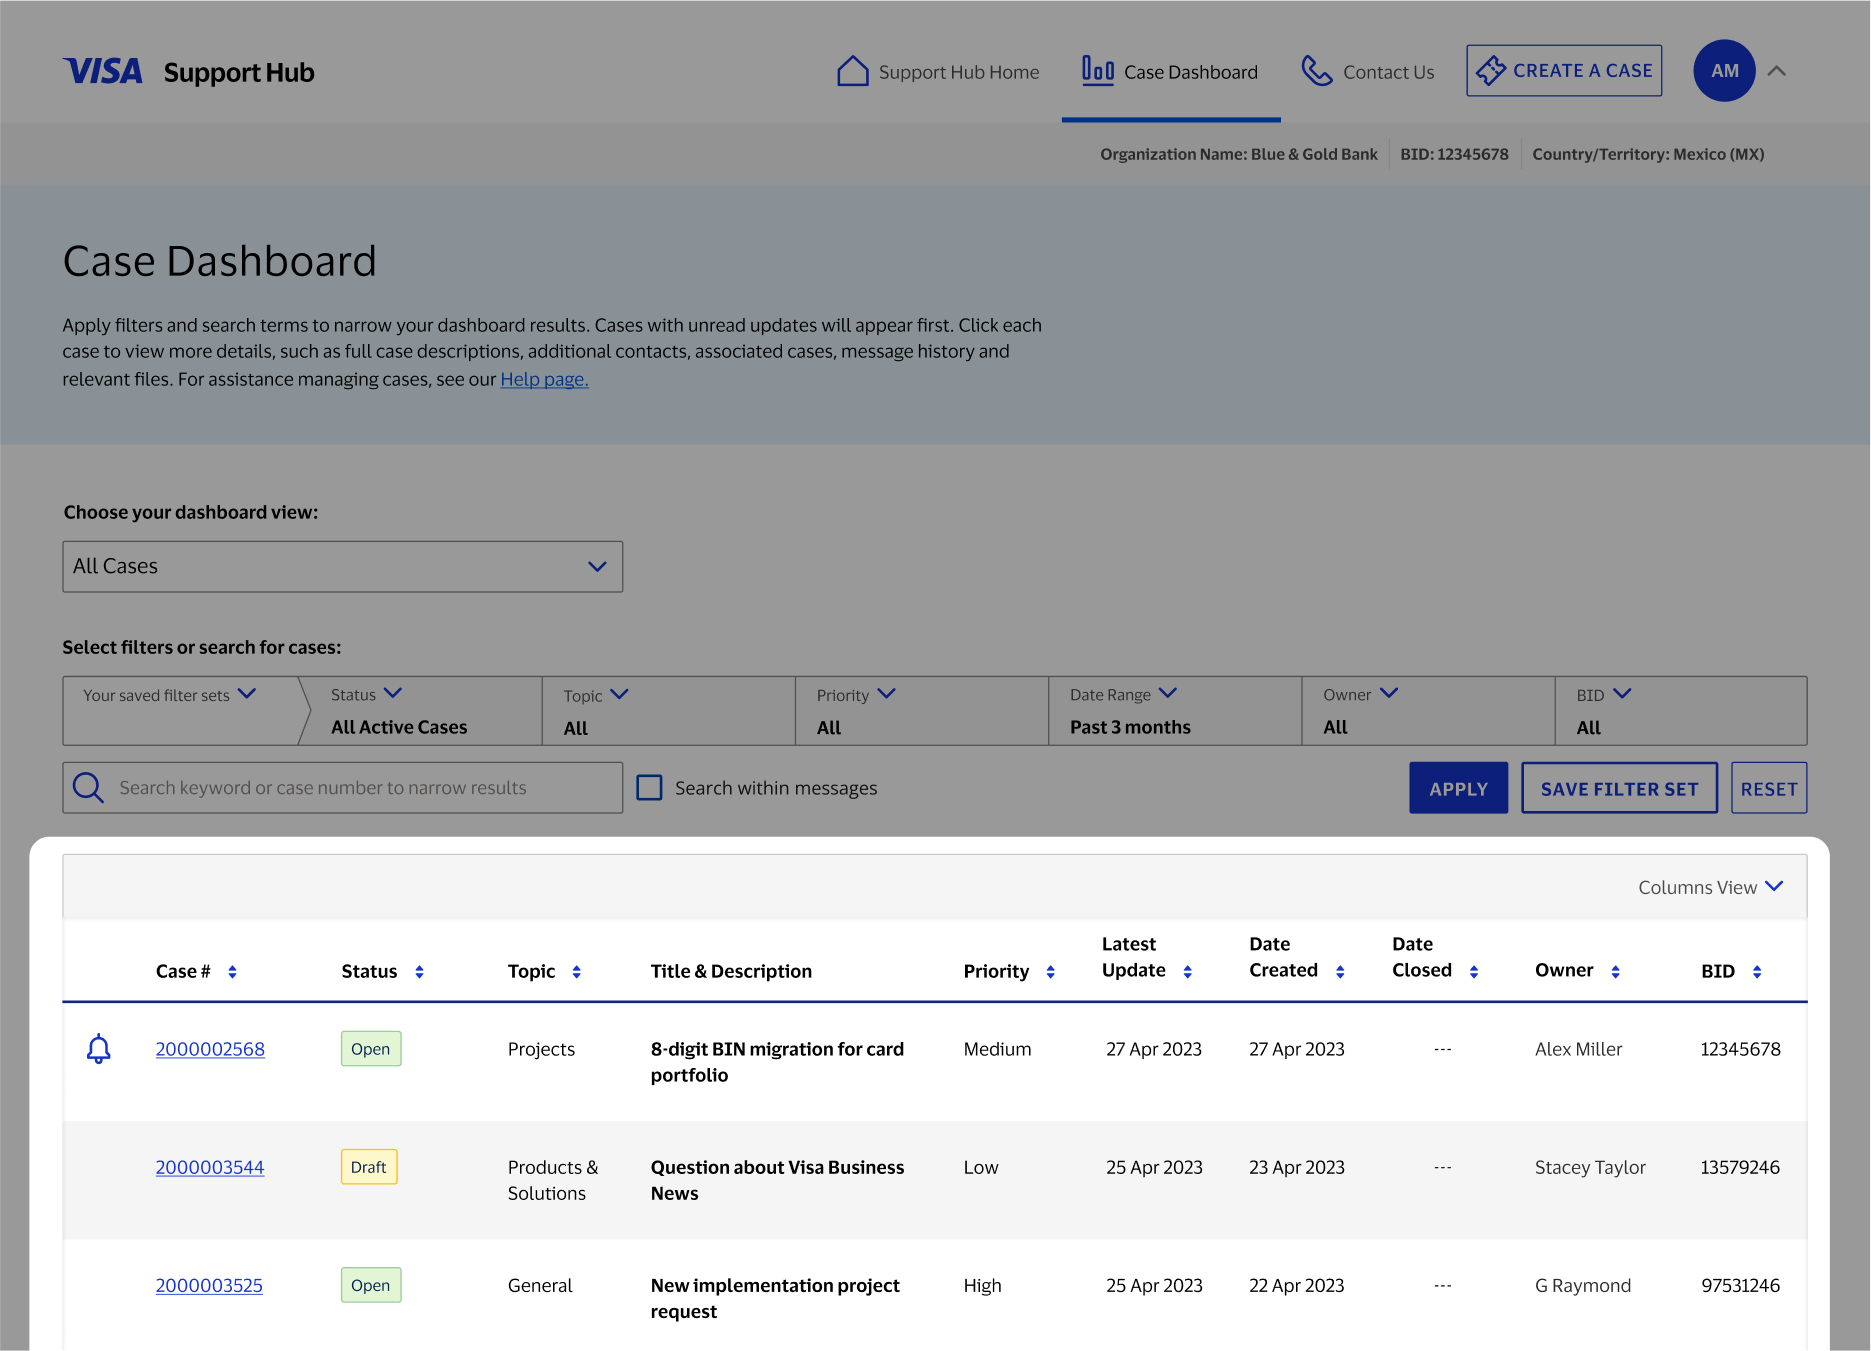 VISA Support Hub
Support Hub Home
Case Dashboard
Contact Us
CREATE A CASE
AM
Organization Name: Blue & Gold Bank
BID: 12345678
Country/Territory: Mexico (MX)
Case Dashboard
Apply filters and search terms to narrow your dashboard results. Cases with unread updates will appear first. Click each
case to view more details, such as full case descriptions, additional contacts, associated cases, message history and
relevant files. For assistance managing cases, see our Help page.
Choose your dashboard view:
All Cases
Select filters or search for cases:
Your saved filter sets
Status
All Active Cases
Topic
All
Priority
All
Date Range
Past 3 months
Owner
All
BID
All
Search keyword or case number to narrow results
Search within messages
APPLY
SAVE FILTER SET
RESET
Columns View
Case #
Status
Topic
Title & Description
Priority
Latest
Update
Date
Created
Date
Closed
Owner
BID
2000002568
Open
Projects
8-digit BIN migration for card
portfolio
Medium
27 Apr 2023
27 Apr 2023
---
Alex Miller
12345678
2000003544
Draft
Products &
Solutions
Question about Visa Business
News
Low
25 Apr 2023
23 Apr 2023
---
Stacey Taylor
13579246
2000003525
Open
General
New implementation project
request
High
25 Apr 2023
22 Apr 2023
---
G Raymond
97531246